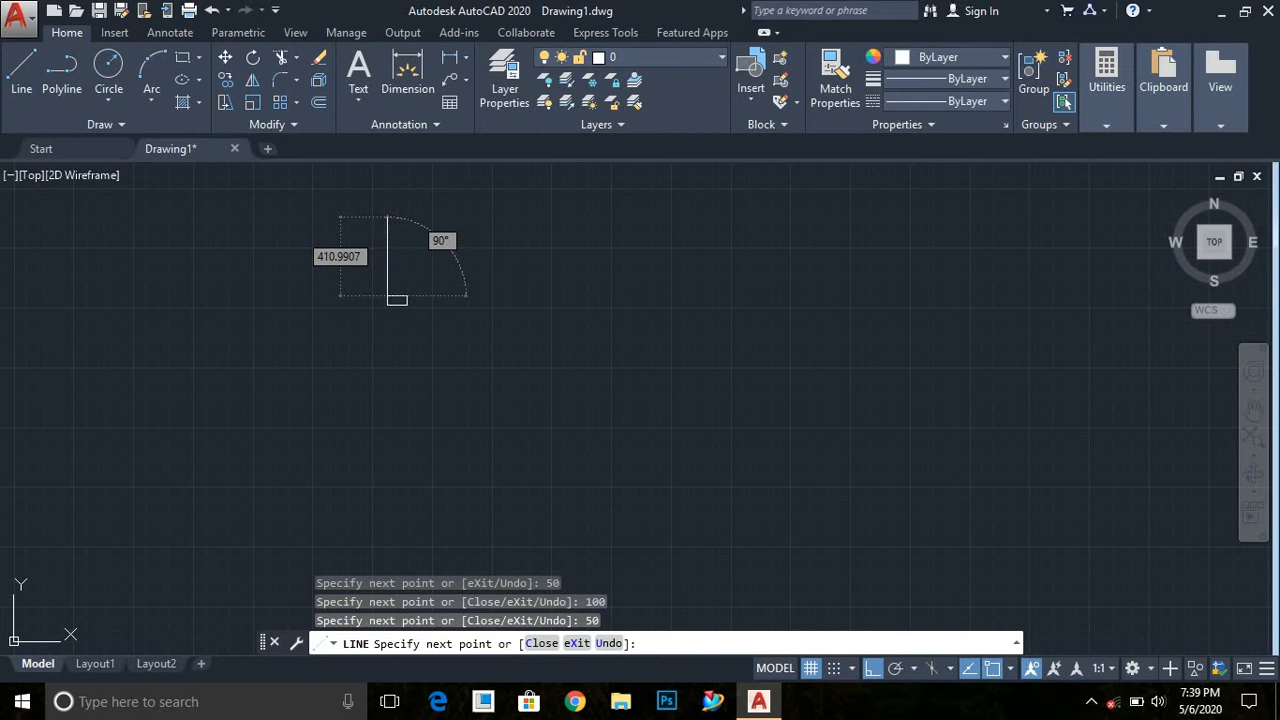 Autodesk AutoCAD 2020 Drawing1.dwg
Type a keyword or phrase
Sign In
Home Insert Annotate Parametric View Manage Output Add-ins Collaborate Express Tools Featured Apps
Line Polyline Circle Arc
Draw
Modify
Text Dimension
Annotation
Layer
Properties
0
Layers
Insert
Block
Match
Properties
ByLayer
ByLayer
ByLayer
Properties
Group
Groups
Utilities
Clipboard
View
Start Drawing1*
[−][Top][2D Wireframe]
N
W TOP E
S
WCS
90°
410.9907
Y
X
Specify next point or [eXit/Undo]: 50
Specify next point or [Close/eXit/Undo]: 100
Specify next point or [Close/eXit/Undo]: 50
LINE Specify next point or [Close eXit Undo]:
Model Layout1 Layout2
MODEL 1:1
Type here to search
7:39 PM
5/6/2020